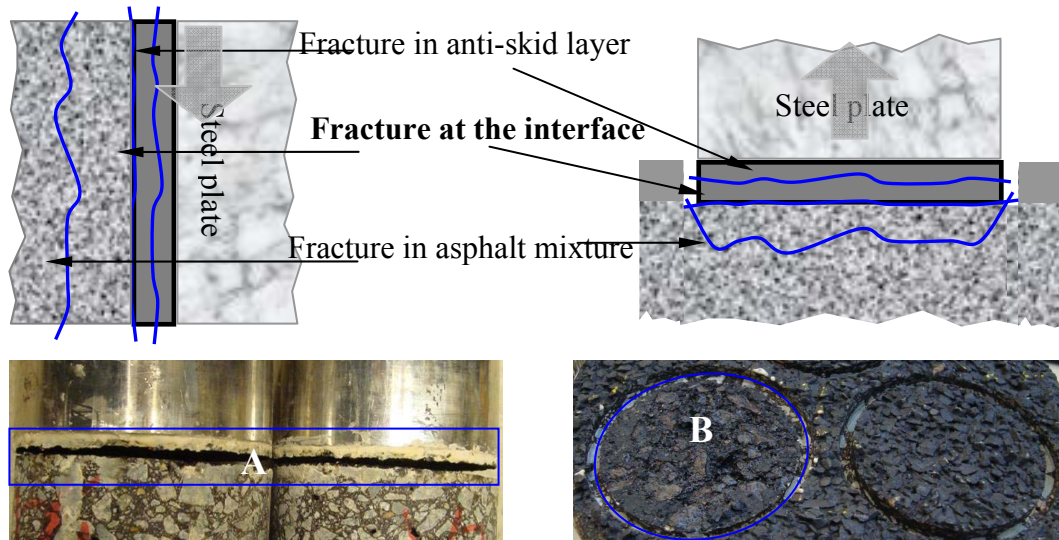 Fracture in anti-skid layer
Steel plate
Steel plate
Fracture at the interface
Fracture in asphalt mixture
A
B